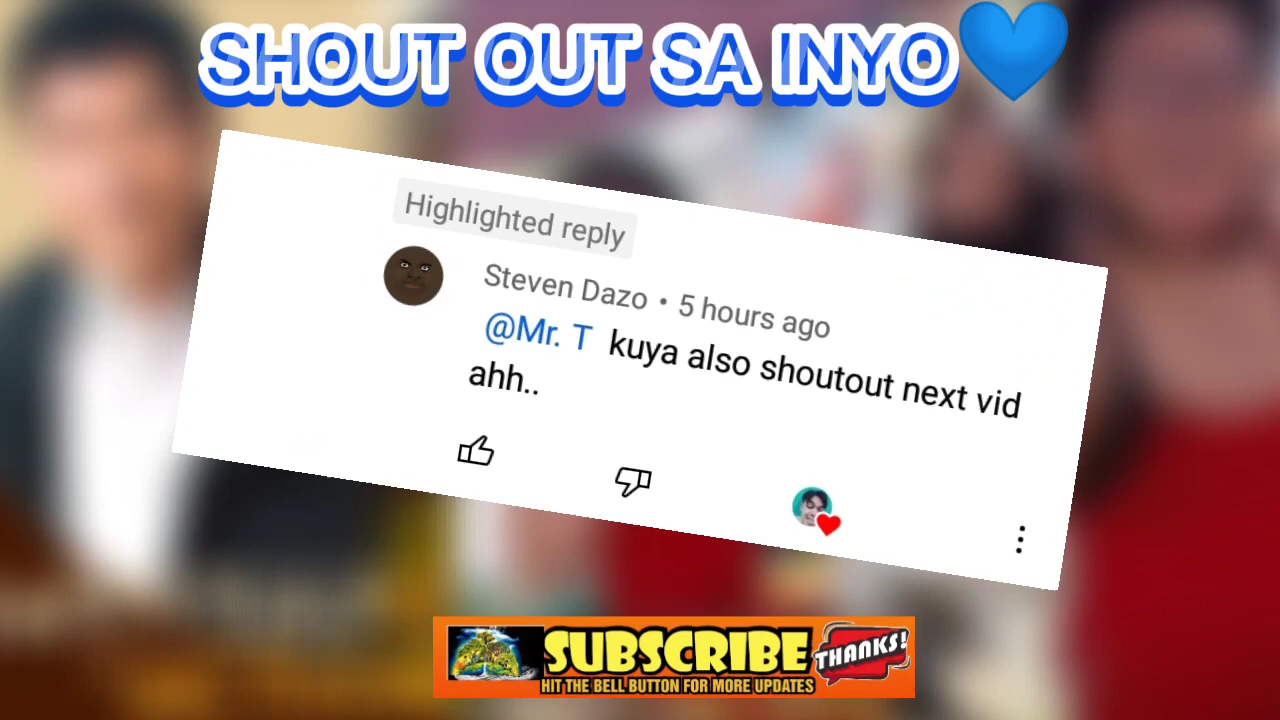 SHOUT OUT SA INYO
Highlighted reply
Steven Dazo • 5 hours ago
@Mr. T kuya also shoutout next vid
ahh..
SUBSCRIBE
THANKS!
HIT THE BELL BUTTON FOR MORE UPDATES